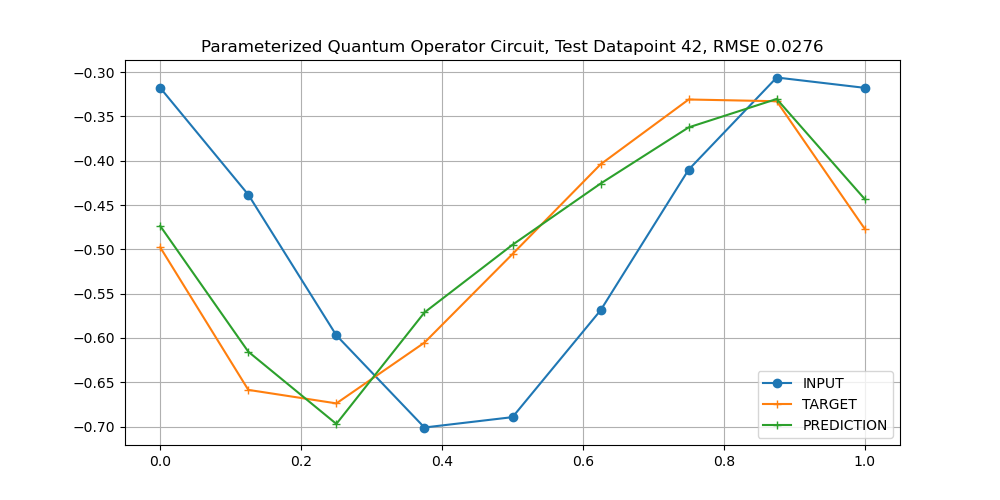 Parameterized Quantum Operator Circuit, Test Datapoint 42, RMSE 0.0276
−0.30
−0.35
−0.40
−0.45
−0.50
−0.55
−0.60
−0.65
−0.70
INPUT
TARGET
PREDICTION
0.0 0.2 0.4 0.6 0.8 1.0